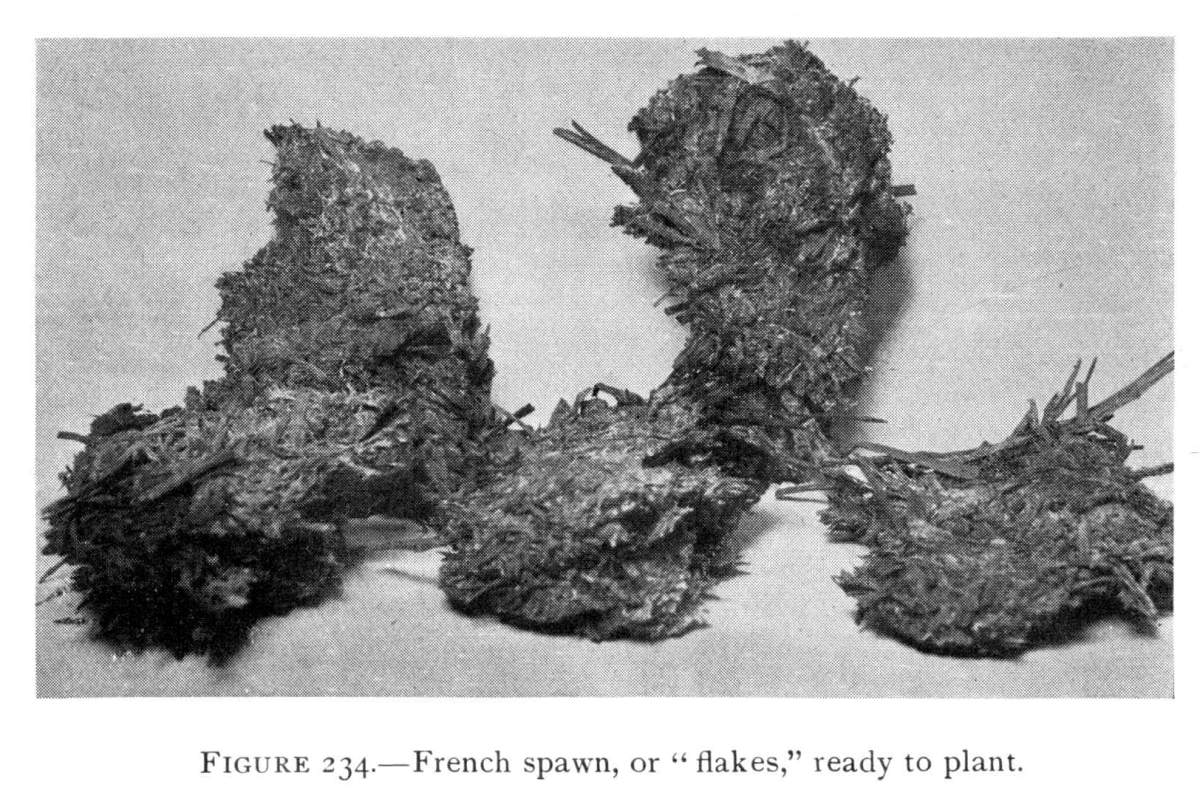 FIGURE 234.—French spawn, or “ flakes,” ready to plant.